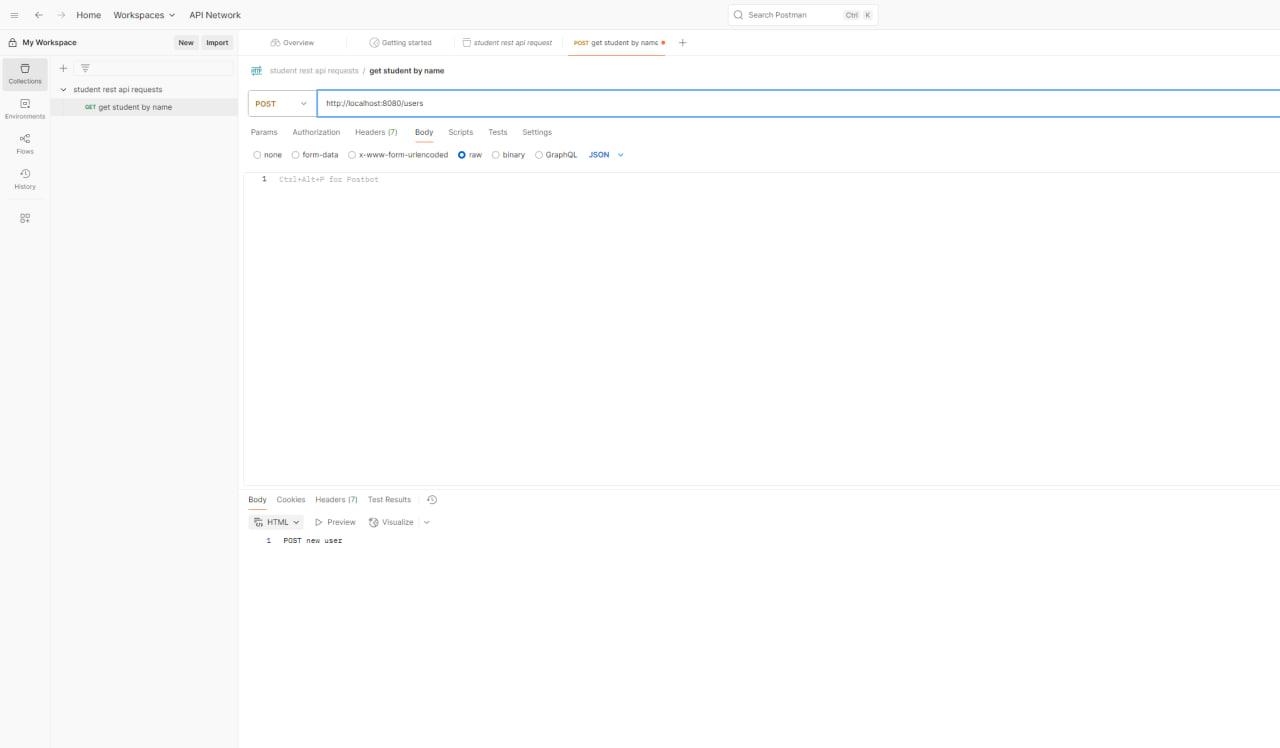 Home Workspaces API Network Search Postman Ctrl K
My Workspace New Import Overview Getting started student rest api request POST get student by name
Collections
student rest api requests / get student by name
student rest api requests
GET get student by name
POST http://localhost:8080/users
Environments
Params Authorization Headers (7) Body Scripts Tests Settings
Flows
none form-data x-www-form-urlencoded raw binary GraphQL JSON
History
1 Ctrl+Alt+P for Postbot
Body Cookies Headers (7) Test Results
HTML Preview Visualize
1 POST new user